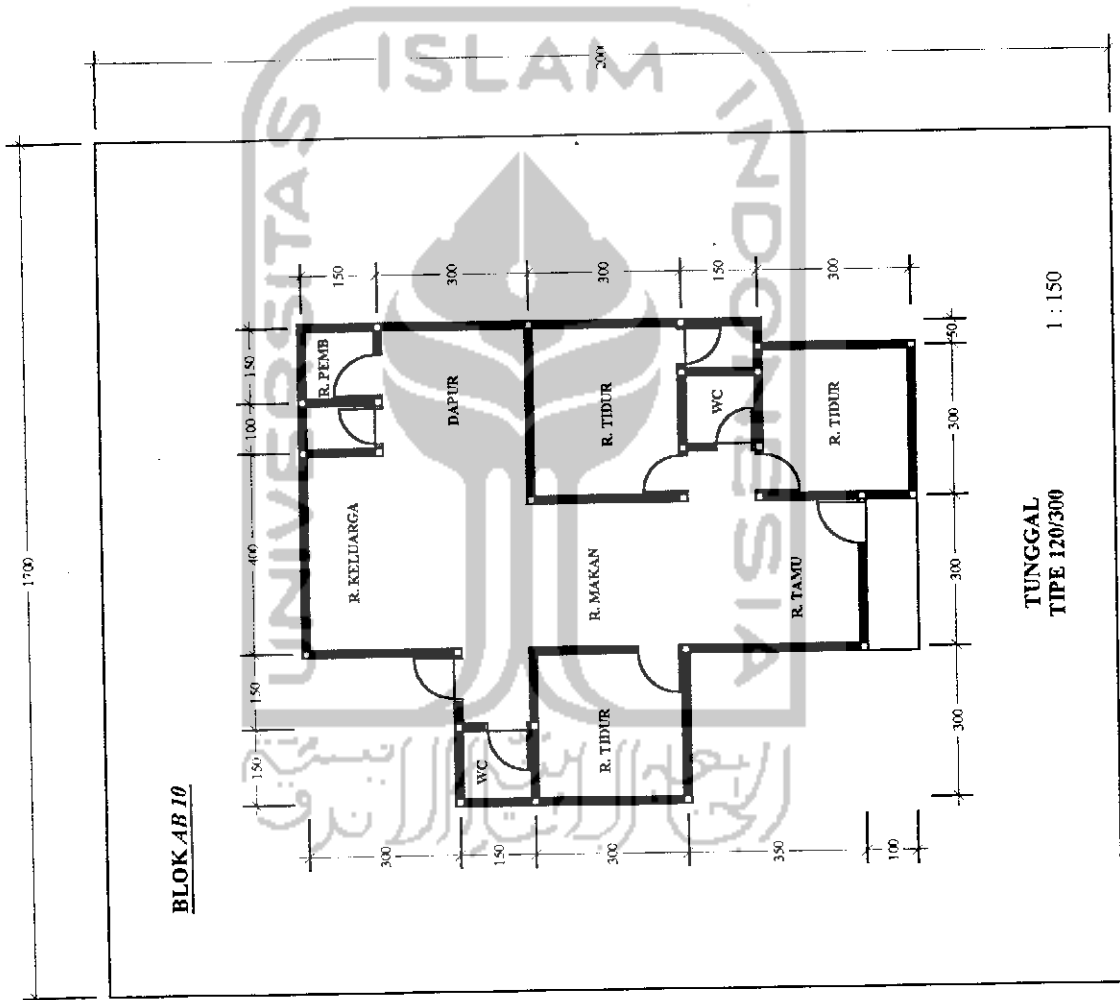 1700
2000
UNIVERSITAS
ISLAM
INDONESIA
BLOK AB 10
150
150
400
100
150
150
300
300
150
300
R. PEMB
R. KELUARGA
DAPUR
R. TIDUR
WC
R. MAKAN
WC
R. TIDUR
R. TIDUR
R. TAMU
300
150
300
350
100
300
300
300
50
TUNGGAL
TIPE 120/300
1 : 150